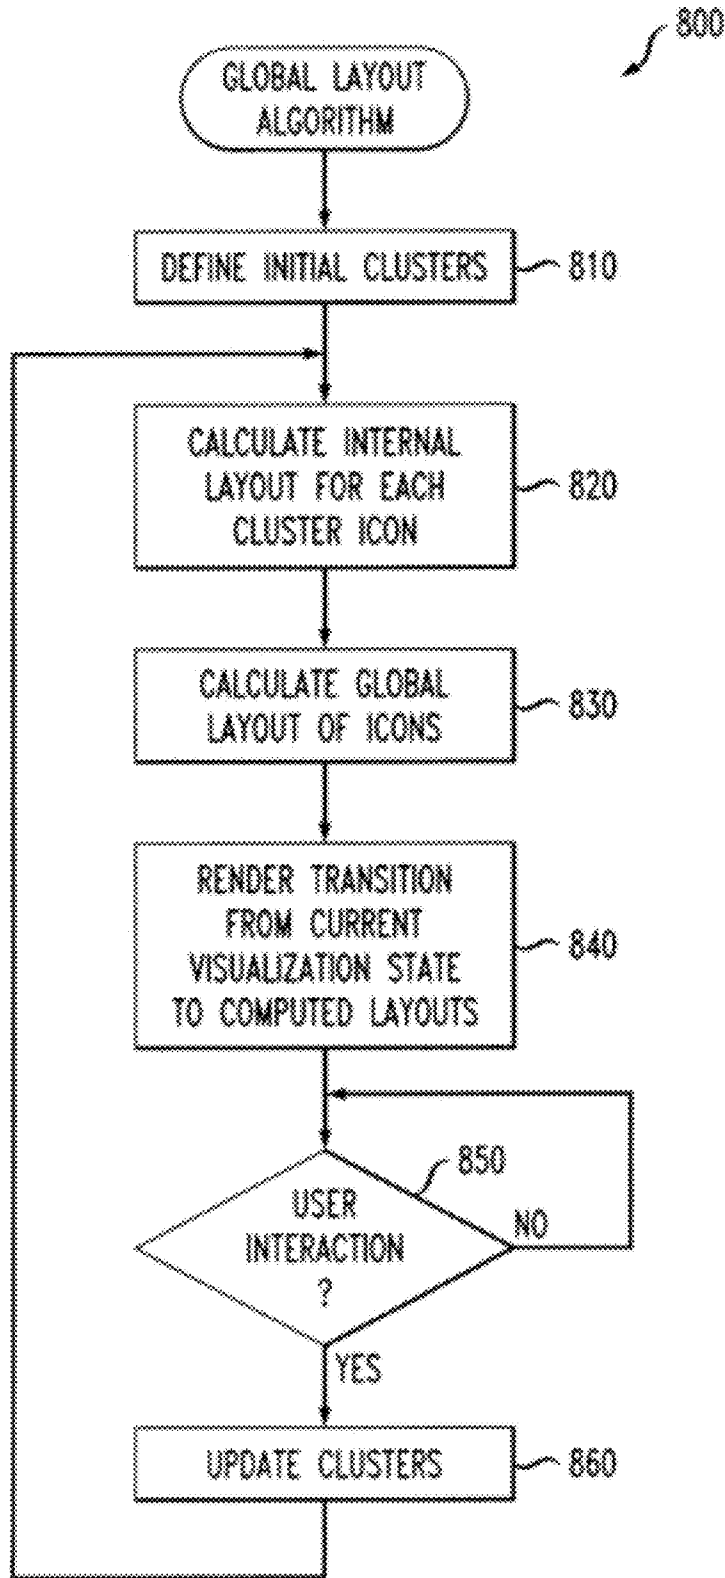 800
GLOBAL LAYOUT
ALGORITHM
DEFINE INITIAL CLUSTERS
810
CALCULATE INTERNAL
LAYOUT FOR EACH
CLUSTER ICON
820
CALCULATE GLOBAL
LAYOUT OF ICONS
830
RENDER TRANSITION
FROM CURRENT
VISUALIZATION STATE
TO COMPUTED LAYOUTS
840
850
USER
INTERACTION
?
NO
YES
UPDATE CLUSTERS
860